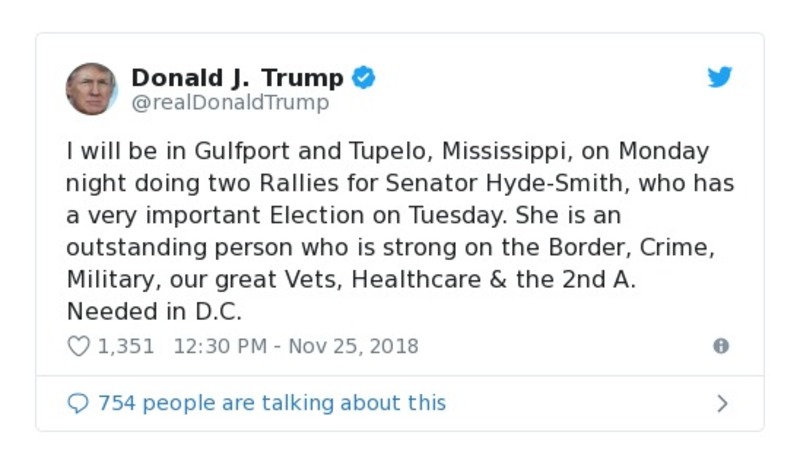 Donald J. Trump
@realDonaldTrump
I will be in Gulfport and Tupelo, Mississippi, on Monday
night doing two Rallies for Senator Hyde-Smith, who has
a very important Election on Tuesday. She is an
outstanding person who is strong on the Border, Crime,
Military, our great Vets, Healthcare & the 2nd A.
Needed in D.C.
1,351 12:30 PM - Nov 25, 2018
754 people are talking about this